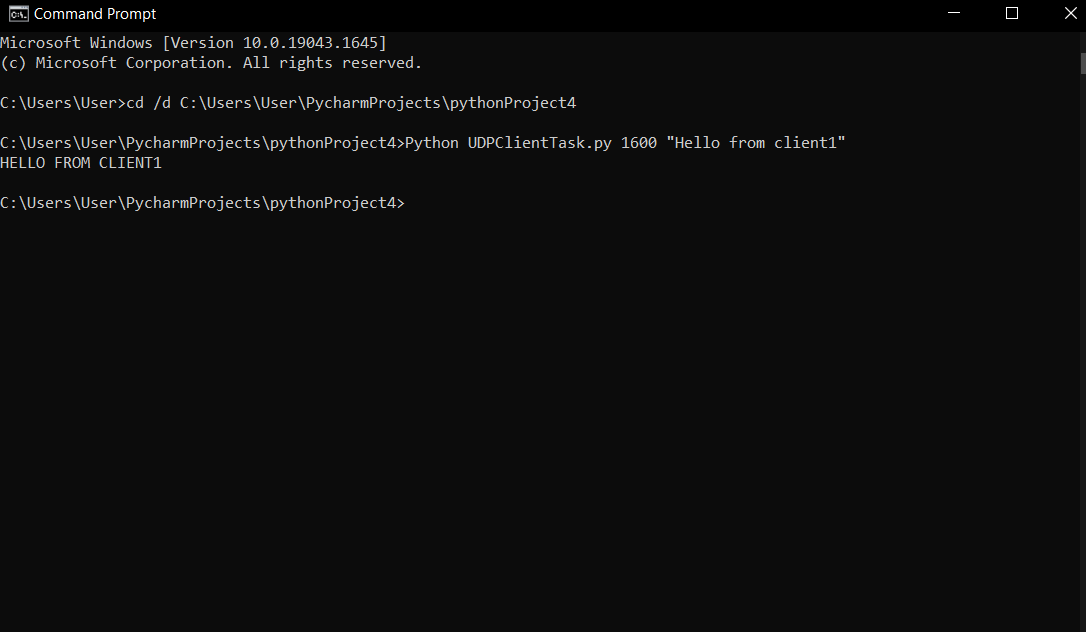 Command Prompt
Microsoft Windows [Version 10.0.19043.1645]
(c) Microsoft Corporation. All rights reserved.
C:\Users\User>cd /d C:\Users\User\PycharmProjects\pythonProject4
C:\Users\User\PycharmProjects\pythonProject4>Python UDPClientTask.py 1600 "Hello from client1"
HELLO FROM CLIENT1
C:\Users\User\PycharmProjects\pythonProject4>